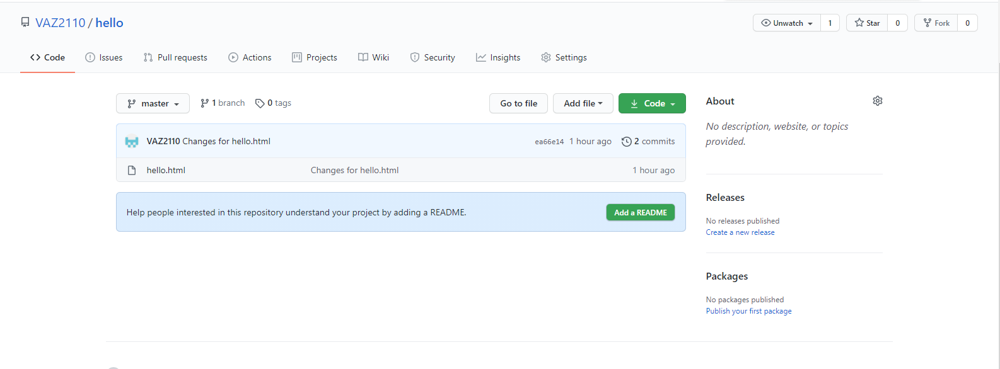 VAZ2110 / hello
Unwatch 1 Star 0 Fork 0
Code Issues Pull requests Actions Projects Wiki Security Insights Settings
master 1 branch 0 tags Go to file Add file Code
VAZ2110 Changes for hello.html ea66e14 1 hour ago 2 commits
hello.html Changes for hello.html 1 hour ago
Help people interested in this repository understand your project by adding a README. Add a README
About
No description, website, or topics
provided.
Releases
No releases published
Create a new release
Packages
No packages published
Publish your first package